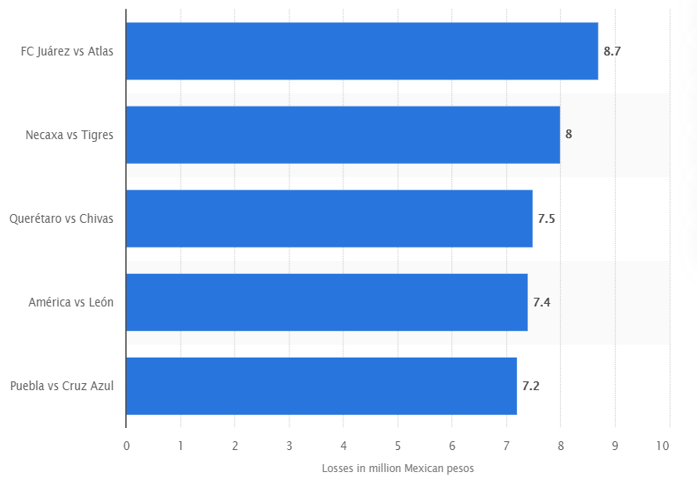 FC Juárez vs Atlas
8.7
Necaxa vs Tigres
8
Querétaro vs Chivas
7.5
América vs León
7.4
Puebla vs Cruz Azul
7.2
0 1 2 3 4 5 6 7 8 9 10
Losses in million Mexican pesos